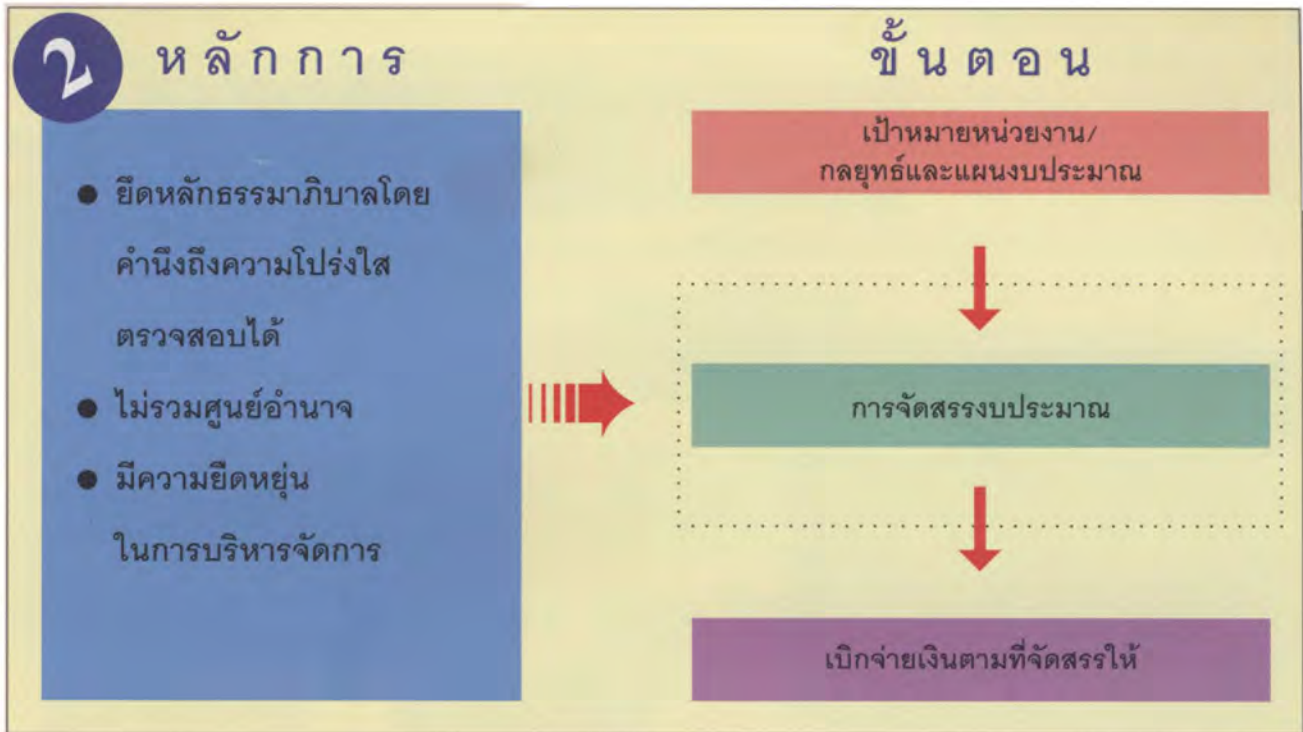 2 หลักการ
ยึดหลักธรรมาภิบาลโดย
คำนึงถึงความโปร่งใส
ตรวจสอบได้
ไม่รวมศูนย์อำนาจ
มีความยืดหยุ่น
ในการบริหารจัดการ
ขั้นตอน
เป้าหมายหน่วยงาน/
กลยุทธ์และแผนงบประมาณ
การจัดสรรงบประมาณ
เบิกจ่ายเงินตามที่จัดสรรให้